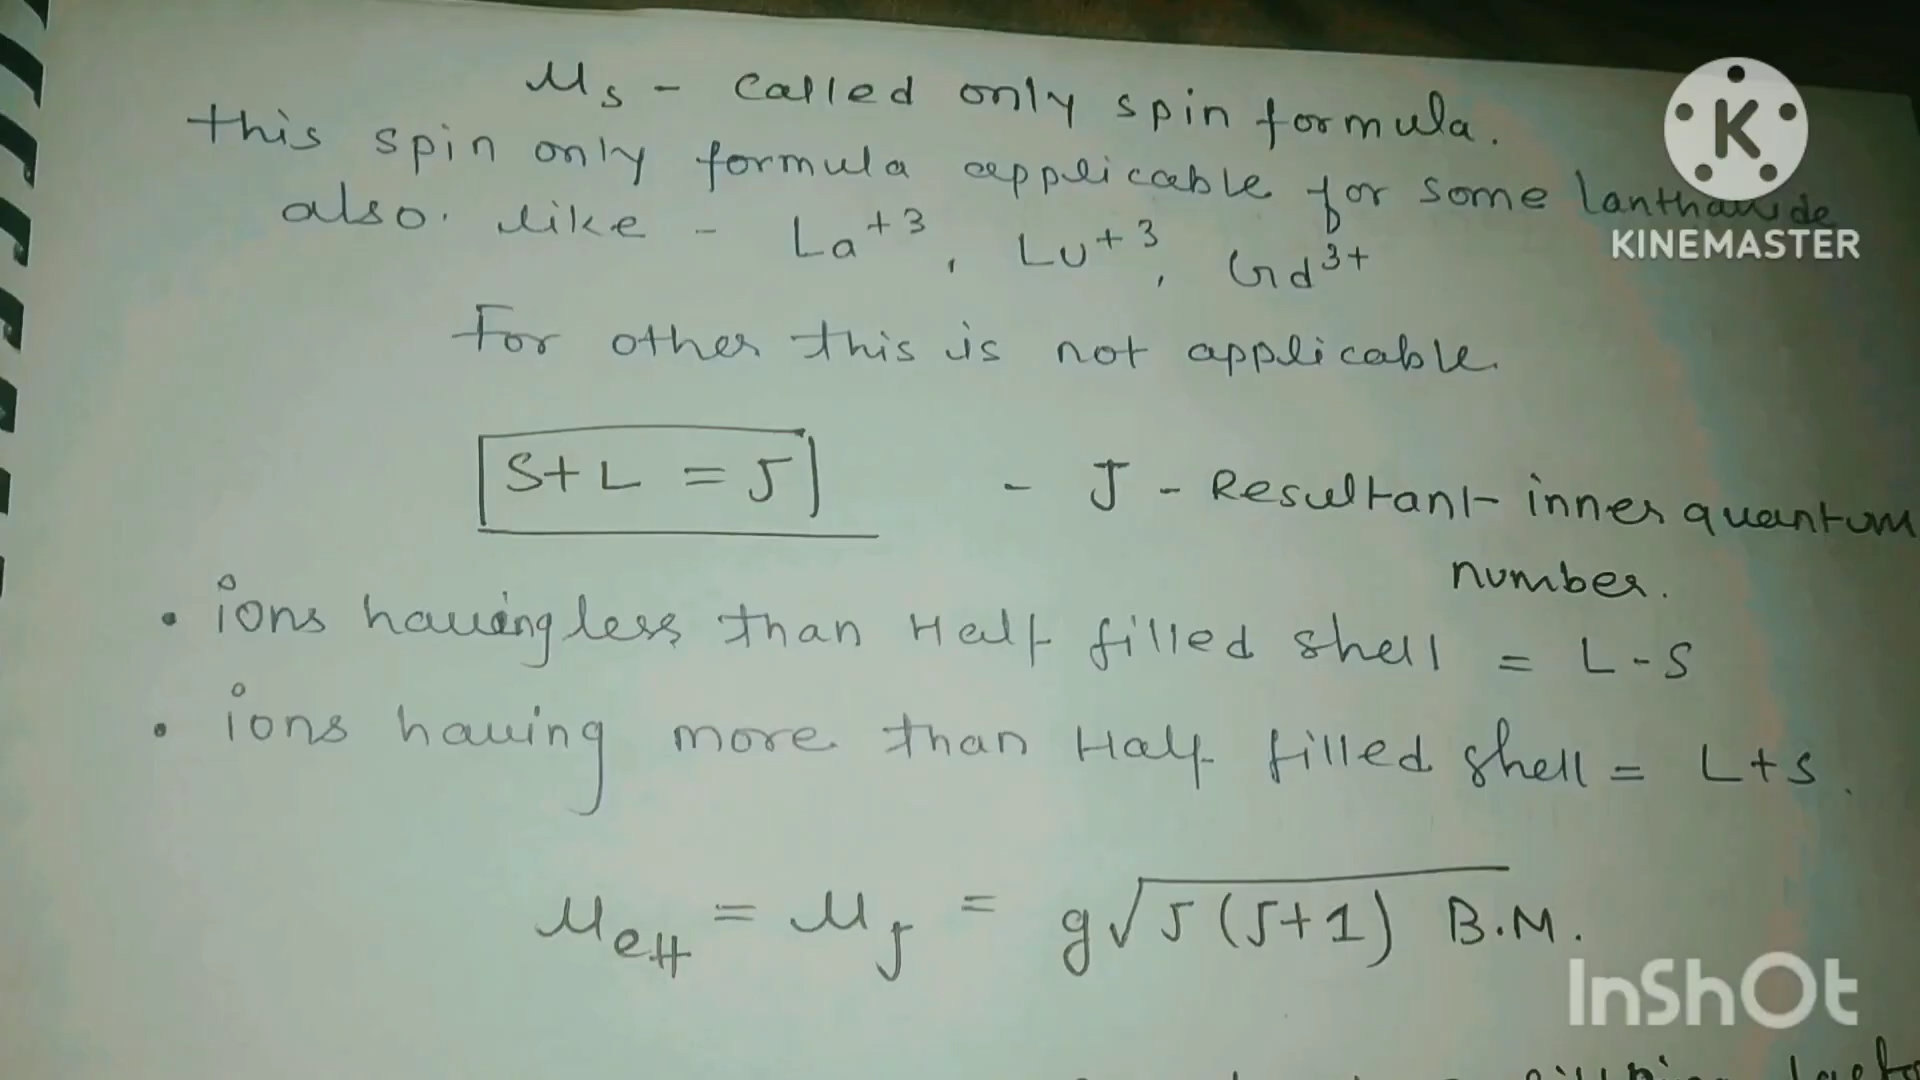 μs - called only spin formula.
this spin only formula applicable for some lanthanide
also. like - La+3, Lu+3, Gd3+
For other this is not applicable.
S+L = J - J - Resultant inner quantum
number.
• ions having less than Half filled shell = L-S
• ions having more than Half filled shell = L+S.
μeff = μJ = g√J(J+1) B.M.
K
KINEMASTER
InShOt